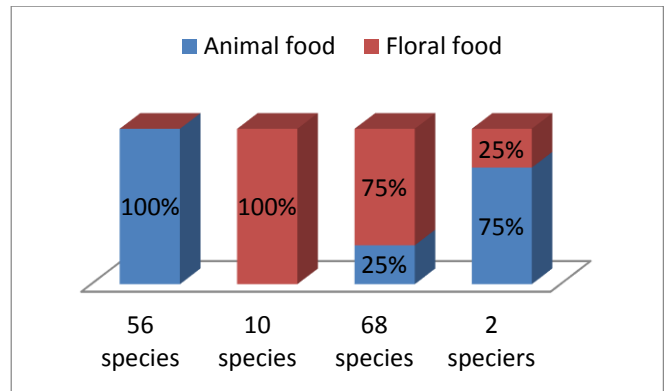 Animal food Floral food
100% 100% 75% 25%
25% 75%
56 10 68 2
species species species speciers